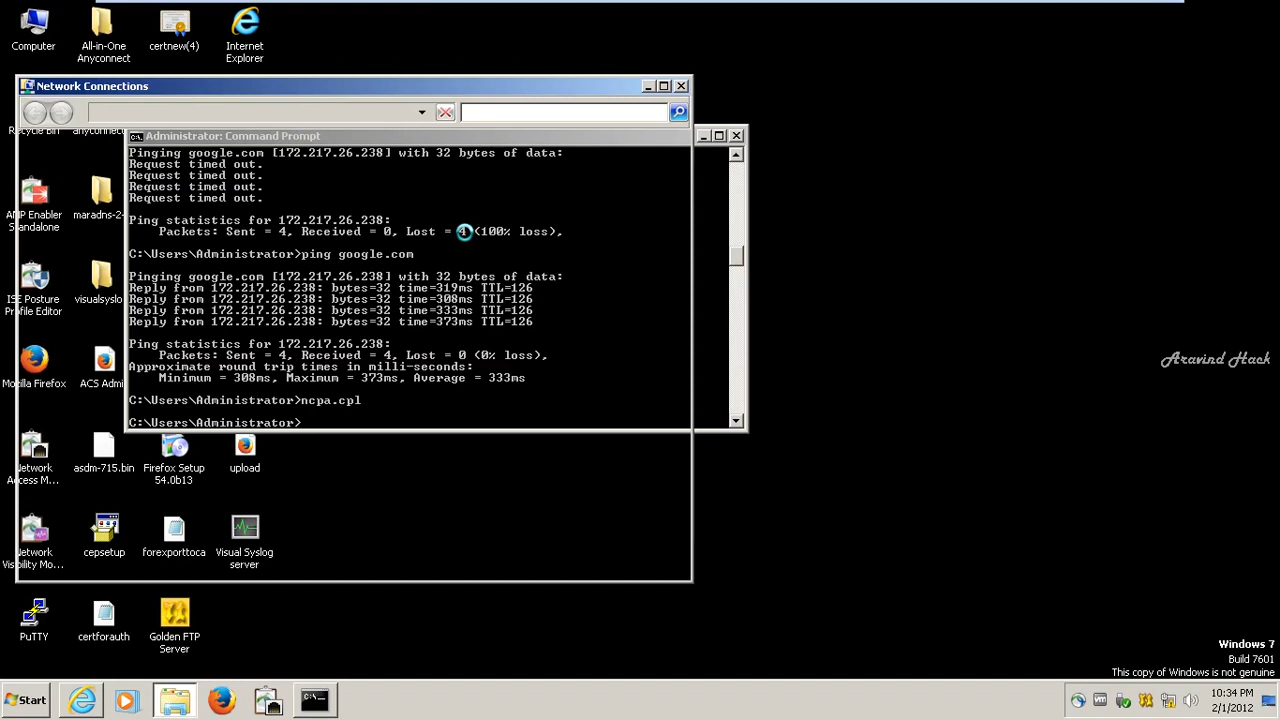 Computer
All-in-One
Anyconnect
certnew(4)
Internet
Explorer
Network Connections
Administrator: Command Prompt
Pinging google.com [172.217.26.238] with 32 bytes of data:
Request timed out.
Request timed out.
Request timed out.
Request timed out.
Ping statistics for 172.217.26.238:
Packets: Sent = 4, Received = 0, Lost = 4 (100% loss),
C:\Users\Administrator>ping google.com
Pinging google.com [172.217.26.238] with 32 bytes of data:
Reply from 172.217.26.238: bytes=32 time=319ms TTL=126
Reply from 172.217.26.238: bytes=32 time=308ms TTL=126
Reply from 172.217.26.238: bytes=32 time=333ms TTL=126
Reply from 172.217.26.238: bytes=32 time=373ms TTL=126
Ping statistics for 172.217.26.238:
Packets: Sent = 4, Received = 4, Lost = 0 (0% loss),
Approximate round trip times in milli-seconds:
Minimum = 308ms, Maximum = 373ms, Average = 333ms
C:\Users\Administrator>ncpa.cpl
C:\Users\Administrator>
AMP Enabler
Standalone
maradns-2-
ISE Posture
Profile Editor
visualsyslo
Mozilla Firefox
ACS Admi
Aravind Hack
Network
Access M...
asdm-715.bin
Firefox Setup
54.0b13
upload
Network
Visibility Mo...
cepsetup
forexporttoca
Visual Syslog
server
PuTTY
certforauth
Golden FTP
Server
Windows 7
Build 7601
This copy of Windows is not genuine
Start
C:\
vm
10:34 PM
2/1/2012